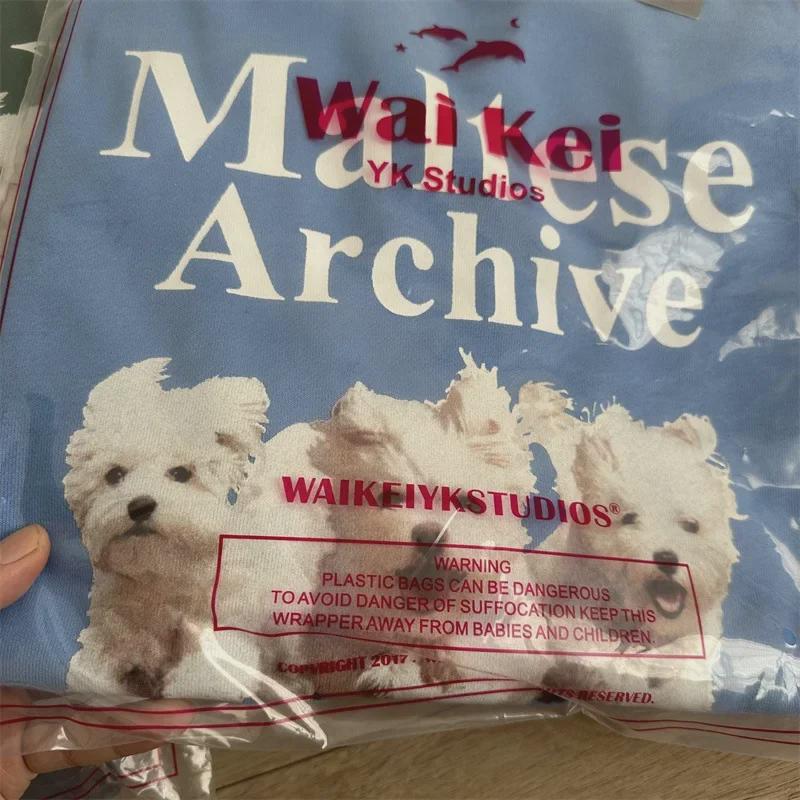 Maltese
Archive
Wai Kei
YK Studios
WAIKEIYKSTUDIOS®
WARNING
PLASTIC BAGS CAN BE DANGEROUS
TO AVOID DANGER OF SUFFOCATION KEEP THIS
WRAPPER AWAY FROM BABIES AND CHILDREN.
COPYRIGHT 2017 RESERVED.